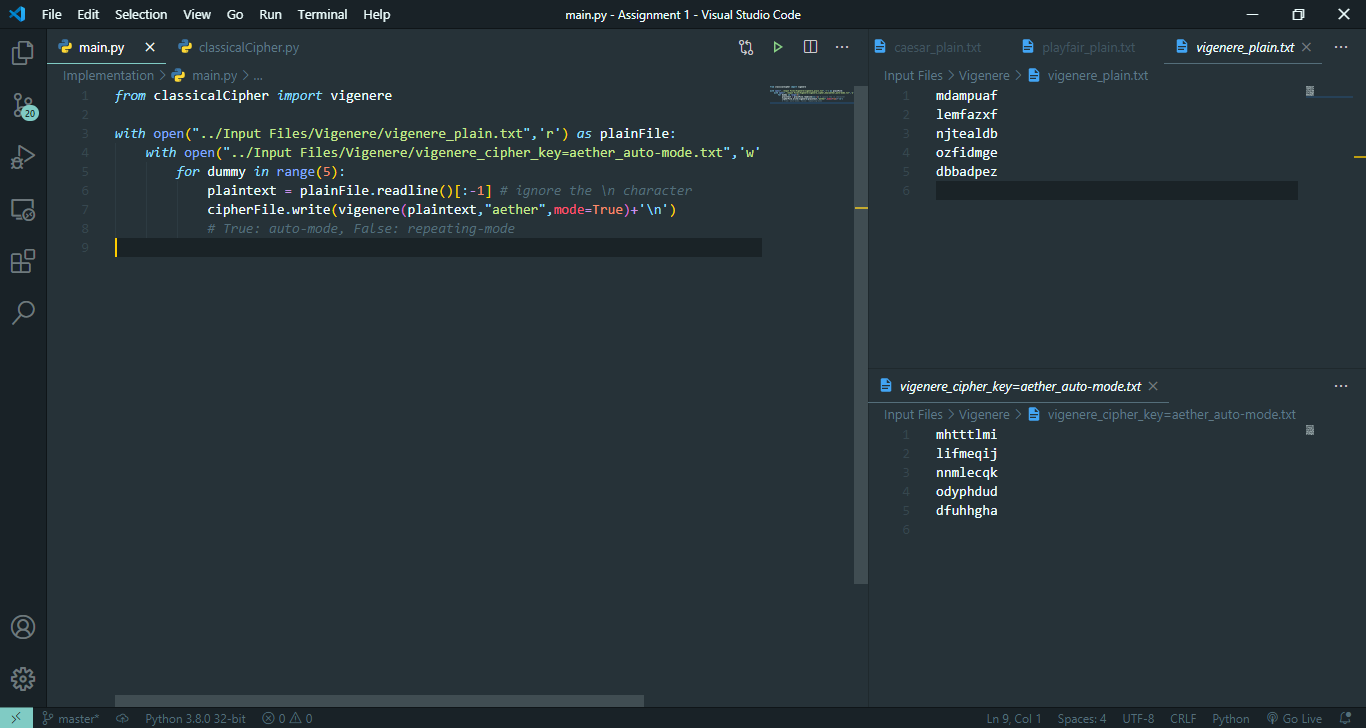 File Edit Selection View Go Run Terminal Help main.py - Assignment 1 - Visual Studio Code
main.py classicalCipher.py
Implementation > main.py > ...
1 from classicalCipher import vigenere
2
3 with open("../Input Files/Vigenere/vigenere_plain.txt",'r') as plainFile:
4 with open("../Input Files/Vigenere/vigenere_cipher_key=aether_auto-mode.txt",'w'
5 for dummy in range(5):
6 plaintext = plainFile.readline()[:-1] # ignore the \n character
7 cipherFile.write(vigenere(plaintext,"aether",mode=True)+'\n')
8 # True: auto-mode, False: repeating-mode
9
caesar_plain.txt playfair_plain.txt vigenere_plain.txt
Input Files > Vigenere > vigenere_plain.txt
1 mdampuaf
2 lemfazxf
3 njtealdb
4 ozfidmge
5 dbbadpez
6
vigenere_cipher_key=aether_auto-mode.txt
Input Files > Vigenere > vigenere_cipher_key=aether_auto-mode.txt
1 mhtttlmi
2 lifmeqij
3 nnmlecqk
4 odyphdud
5 dfuhhgha
6
20
master* Python 3.8.0 32-bit 0 0 Ln 9, Col 1 Spaces: 4 UTF-8 CRLF Python Go Live